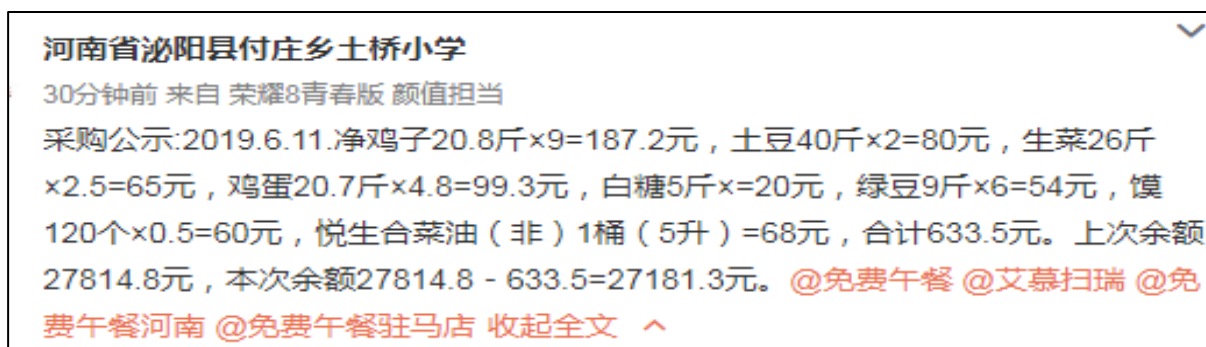 河南省泌阳县付庄乡土桥小学
30分钟前 来自 荣耀8青春版 颜值担当
采购公示:2019.6.11.净鸡子20.8斤×9=187.2元，土豆40斤×2=80元，生菜26斤
×2.5=65元，鸡蛋20.7斤×4.8=99.3元，白糖5斤×=20元，绿豆9斤×6=54元，馍
120个×0.5=60元，悦生合菜油（非）1桶（5升）=68元，合计633.5元。上次余额
27814.8元，本次余额27814.8 - 633.5=27181.3元。@免费午餐 @艾慕扫瑞 @免
费午餐河南 @免费午餐驻马店 收起全文